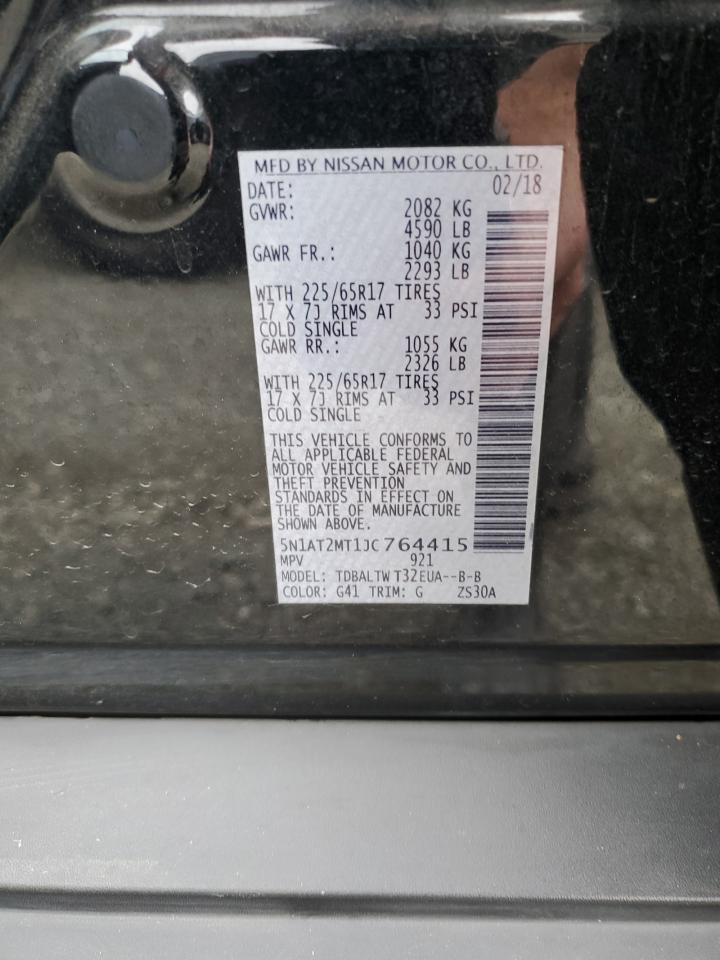 MFD BY NISSAN MOTOR CO., LTD.
DATE: 02/18
GVWR: 2082 KG
4590 LB
GAWR FR.: 1040 KG
2293 LB
WITH 225/65R17 TIRES
17 X 7J RIMS AT 33 PSI
COLD SINGLE
GAWR RR.: 1055 KG
2326 LB
WITH 225/65R17 TIRES
17 X 7J RIMS AT 33 PSI
COLD SINGLE
THIS VEHICLE CONFORMS TO
ALL APPLICABLE FEDERAL
MOTOR VEHICLE SAFETY AND
THEFT PREVENTION
STANDARDS IN EFFECT ON
THE DATE OF MANUFACTURE
SHOWN ABOVE.
5N1AT2MT1JC764415
MPV 921
MODEL: TDBALTW T32EUA--B-B
COLOR: G41 TRIM: G ZS30A